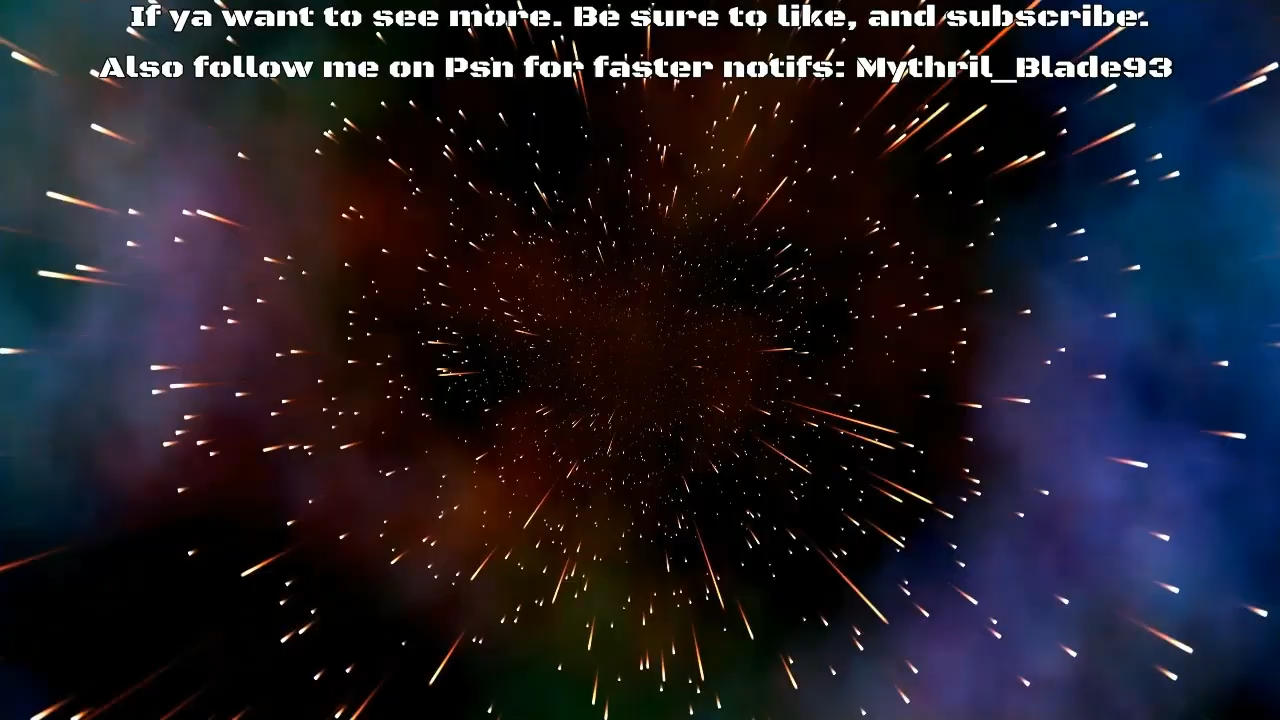 If ya want to see more. Be sure to like, and subscribe.
Also follow me on Psn for faster notifs: Mythril_Blade93